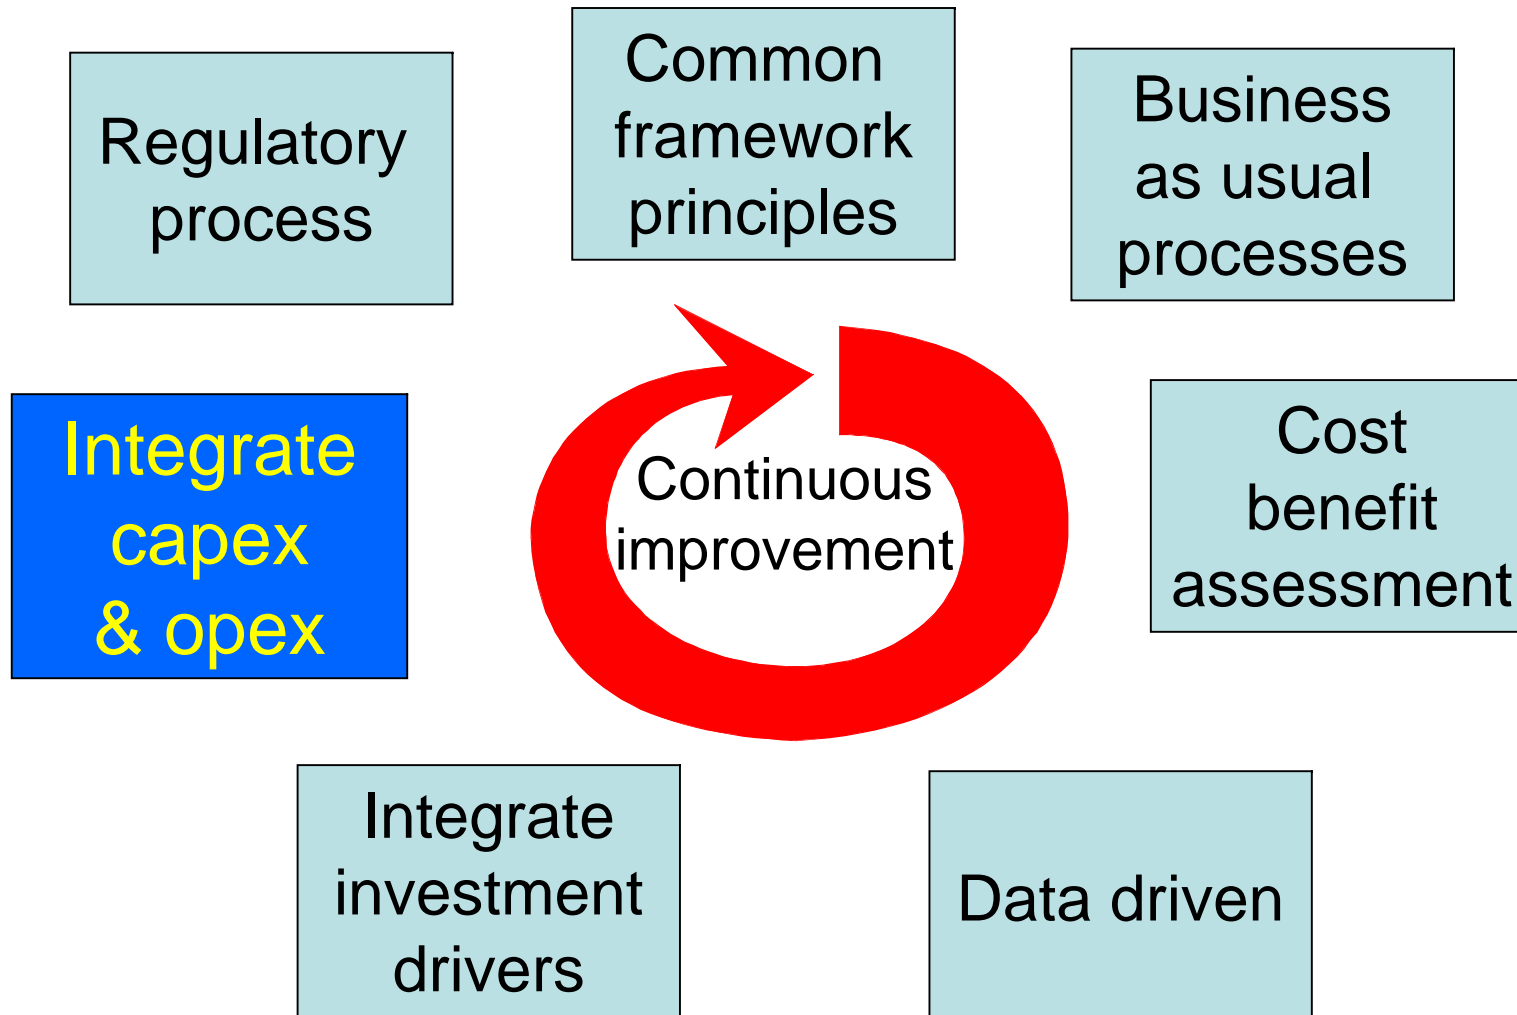 Regulatory
process
Common
framework
principles
Business
as usual
processes
Integrate
capex
& opex
Continuous
improvement
Cost
benefit
assessment
Integrate
investment
drivers
Data driven